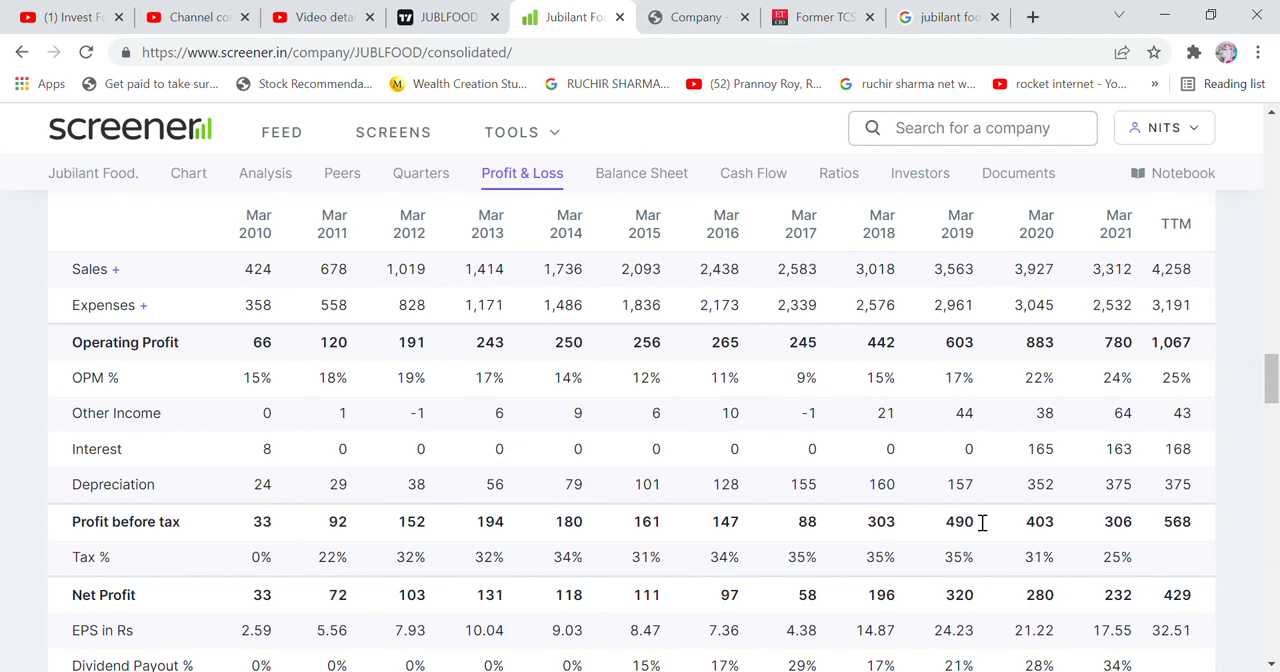 (1) Invest F
Channel co
Video detai
JUBLFOOD
Jubilant Fo
Company -
Former TCS
jubilant foo
https://www.screener.in/company/JUBLFOOD/consolidated/
Apps Get paid to take sur... Stock Recommenda... Wealth Creation Stu... RUCHIR SHARMA... (52) Prannoy Roy, R... ruchir sharma net w... rocket internet - Yo... » Reading list
screener FEED SCREENS TOOLS Search for a company NITS
Jubilant Food. Chart Analysis Peers Quarters Profit & Loss Balance Sheet Cash Flow Ratios Investors Documents Notebook
Mar 2010 Mar 2011 Mar 2012 Mar 2013 Mar 2014 Mar 2015 Mar 2016 Mar 2017 Mar 2018 Mar 2019 Mar 2020 Mar 2021 TTM
Sales + 424 678 1,019 1,414 1,736 2,093 2,438 2,583 3,018 3,563 3,927 3,312 4,258
Expenses + 358 558 828 1,171 1,486 1,836 2,173 2,339 2,576 2,961 3,045 2,532 3,191
Operating Profit 66 120 191 243 250 256 265 245 442 603 883 780 1,067
OPM % 15% 18% 19% 17% 14% 12% 11% 9% 15% 17% 22% 24% 25%
Other Income 0 1 -1 6 9 6 10 -1 21 44 38 64 43
Interest 8 0 0 0 0 0 0 0 0 0 165 163 168
Depreciation 24 29 38 56 79 101 128 155 160 157 352 375 375
Profit before tax 33 92 152 194 180 161 147 88 303 490 403 306 568
Tax % 0% 22% 32% 32% 34% 31% 34% 35% 35% 35% 31% 25%
Net Profit 33 72 103 131 118 111 97 58 196 320 280 232 429
EPS in Rs 2.59 5.56 7.93 10.04 9.03 8.47 7.36 4.38 14.87 24.23 21.22 17.55 32.51
Dividend Payout % 0% 0% 0% 0% 0% 15% 17% 29% 17% 21% 28% 34%